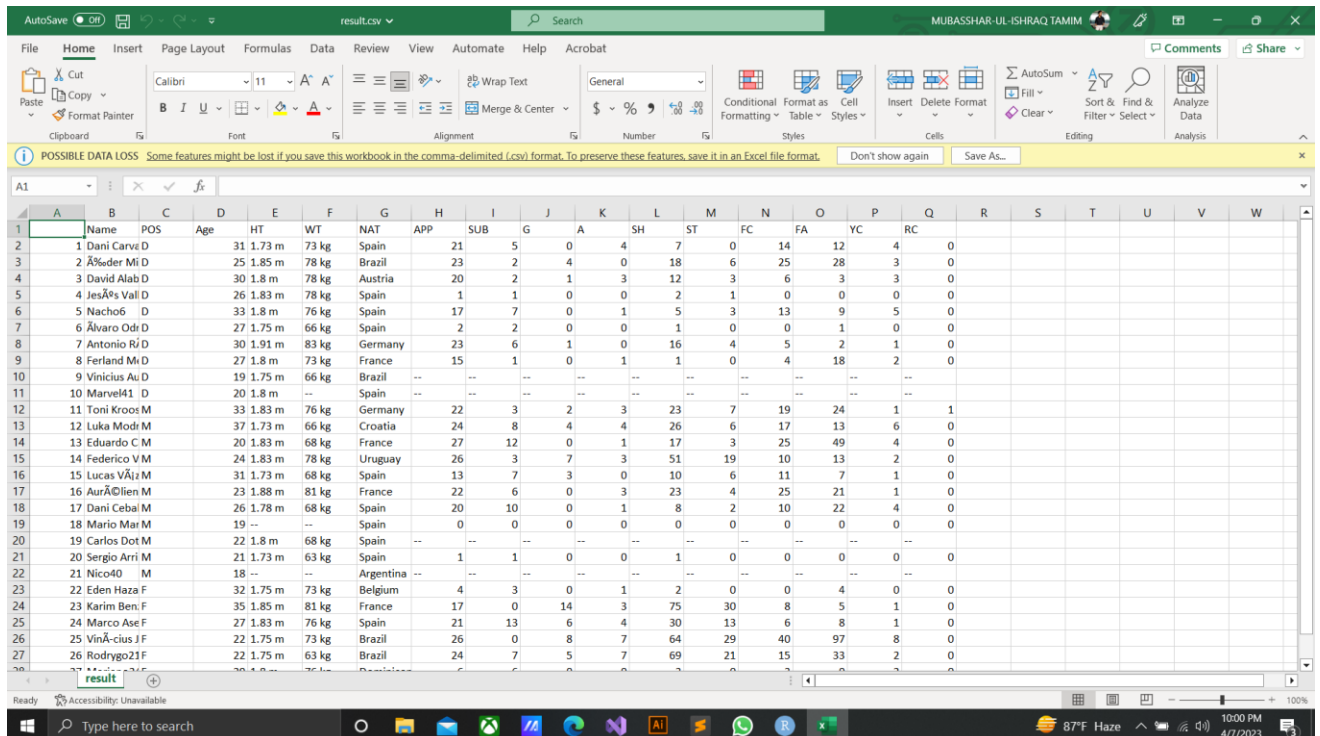 AutoSave Off result.csv Search MUBASSHAR-UL-ISHRAQ TAMIM
File Home Insert Page Layout Formulas Data Review View Automate Help Acrobat Comments Share
Paste Cut Copy Format Painter
Calibri 11 A^ A˅ B I U A
Wrap Text Merge & Center
General $ % 9
Conditional Formatting Format as Table Cell Styles
Insert Delete Format
AutoSum Fill Clear Sort & Filter Find & Select
Analyze Data
Clipboard Font Alignment Number Styles Cells Editing Analysis
POSSIBLE DATA LOSS Some features might be lost if you save this workbook in the comma-delimited (.csv) format. To preserve these features, save it in an Excel file format. Don't show again Save As...
A1 fx
A B C D E F G H I J K L M N O P Q R S T U V W
1 Name POS Age HT WT NAT APP SUB G A SH ST FC FA YC RC
2 1 Dani Carva D 31 1.73 m 73 kg Spain 21 5 0 4 7 0 14 12 4 0
3 2 Ã‰der Mi D 25 1.85 m 78 kg Brazil 23 2 4 0 18 6 25 28 3 0
4 3 David Alab D 30 1.8 m 78 kg Austria 20 2 1 3 12 3 6 3 3 0
5 4 JesÃºs Vall D 26 1.83 m 78 kg Spain 1 1 0 0 2 1 0 0 0 0
6 5 Nacho6 D 33 1.8 m 76 kg Spain 17 7 0 1 5 3 13 9 5 0
7 6 Ãlvaro Odr D 27 1.75 m 66 kg Spain 2 2 0 0 1 0 0 1 0 0
8 7 Antonio RÃ D 30 1.91 m 83 kg Germany 23 6 1 0 16 4 5 2 1 0
9 8 Ferland Me D 27 1.8 m 73 kg France 15 1 0 1 1 0 4 18 2 0
10 9 Vinicius Au D 19 1.75 m 66 kg Brazil -- -- -- -- -- -- -- -- -- --
11 10 Marvel41 D 20 1.8 m -- Spain -- -- -- -- -- -- -- -- -- --
12 11 Toni Kroos M 33 1.83 m 76 kg Germany 22 3 2 3 23 7 19 24 1 1
13 12 Luka Modr M 37 1.73 m 66 kg Croatia 24 8 4 4 26 6 17 13 6 0
14 13 Eduardo C M 20 1.83 m 68 kg France 27 12 0 1 17 3 25 49 4 0
15 14 Federico V M 24 1.83 m 78 kg Uruguay 26 3 7 3 51 19 10 13 2 0
16 15 Lucas VÃ¡z M 31 1.73 m 68 kg Spain 13 7 3 0 10 6 11 7 1 0
17 16 AurÃ©lien M 23 1.88 m 81 kg France 22 6 0 3 23 4 25 21 1 0
18 17 Dani Cebal M 26 1.78 m 68 kg Spain 20 10 0 1 8 2 10 22 4 0
19 18 Mario Mar M 19 -- -- Spain 0 0 0 0 0 0 0 0 0 0
20 19 Carlos Dot M 22 1.8 m 68 kg Spain -- -- -- -- -- -- -- -- -- --
21 20 Sergio Arri M 21 1.73 m 63 kg Spain 1 1 0 0 1 0 0 0 0 0
22 21 Nico40 M 18 -- -- Argentina -- -- -- -- -- -- -- -- -- --
23 22 Eden Haza F 32 1.75 m 73 kg Belgium 4 3 0 1 2 0 0 4 0 0
24 23 Karim Ben: F 35 1.85 m 81 kg France 17 0 14 3 75 30 8 5 1 0
25 24 Marco Ase F 27 1.83 m 76 kg Spain 21 13 6 4 30 13 6 8 1 0
26 25 VinÃ-cius J F 22 1.75 m 73 kg Brazil 26 0 8 7 64 29 40 97 8 0
27 26 Rodrygo21 F 22 1.75 m 63 kg Brazil 24 7 5 7 69 21 15 33 2 0
result
Ready Accessibility: Unavailable 100%
Type here to search Ai R 87°F Haze 10:00 PM
4/7/2023 3